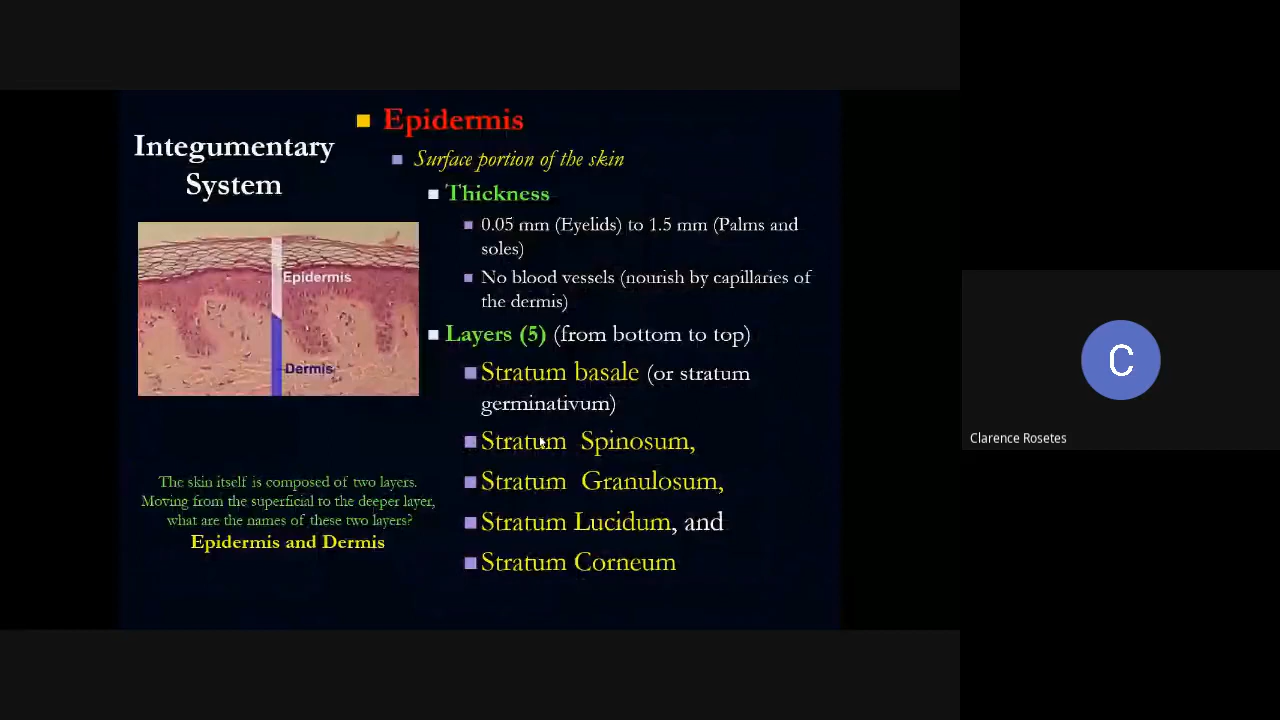 Integumentary
System
Epidermis
Surface portion of the skin
Thickness
0.05 mm (Eyelids) to 1.5 mm (Palms and
soles)
No blood vessels (nourish by capillaries of
the dermis)
Layers (5) (from bottom to top)
Stratum basale (or stratum
germinativum)
Stratum Spinosum,
Stratum Granulosum,
Stratum Lucidum, and
Stratum Corneum
Epidermis
Dermis
The skin itself is composed of two layers.
Moving from the superficial to the deeper layer,
what are the names of these two layers?
Epidermis and Dermis
C
Clarence Rosetes